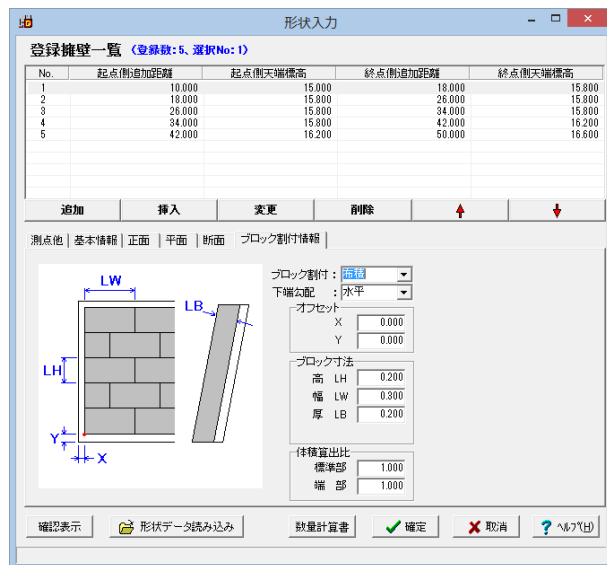 形状入力
登録擁壁一覧 (登録数:5、選択No:1)
No. 起点側追加距離 起点側天端標高 終点側追加距離 終点側天端標高
1 10.000 15.000 18.000 15.800
2 18.000 15.800 26.000 15.800
3 26.000 15.800 34.000 15.800
4 34.000 15.800 42.000 16.200
5 42.000 16.200 50.000 16.600
追加 挿入 変更 削除
測点他 基本情報 正面 平面 断面 ブロック割付情報
LW
LB
LH
Y
X
ブロック割付 : 布積
下端勾配 : 水平
オフセット
X 0.000
Y 0.000
ブロック寸法
高 LH 0.200
幅 LW 0.300
厚 LB 0.200
体積算出比
標準部 1.000
端 部 1.000
確認表示 形状データ読み込み 数量計算書 確定 取消 ヘルプ(H)